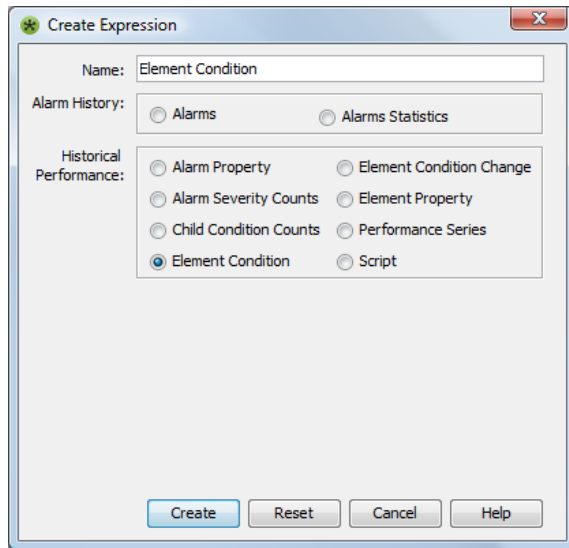 Create Expression
X
Name: Element Condition
Alarm History:
Alarms Alarms Statistics
Historical
Performance:
Alarm Property Element Condition Change
Alarm Severity Counts Element Property
Child Condition Counts Performance Series
Element Condition Script
Create Reset Cancel Help